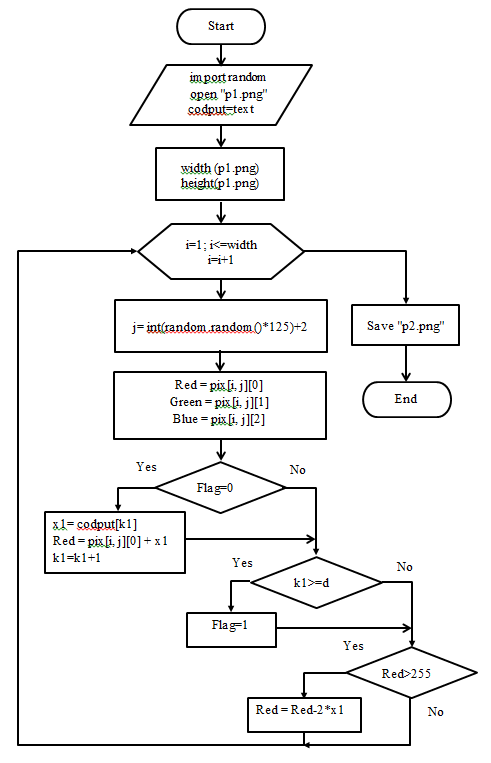 Start
import random
open "p1.png"
codput=text
width (p1.png)
height(p1.png)
i=1; i<=width
i=i+1
j= int(random.random()*125)+2
Save "p2.png"
Red = pix[i, j][0]
Green = pix[i, j][1]
Blue = pix[i, j][2]
End
Yes
No
Flag=0
x1= codput[k1]
Red = pix[i, j][0] + x1
k1=k1+1
Yes
No
k1>=d
Flag=1
Yes
Red>255
Red = Red-2*x1
No